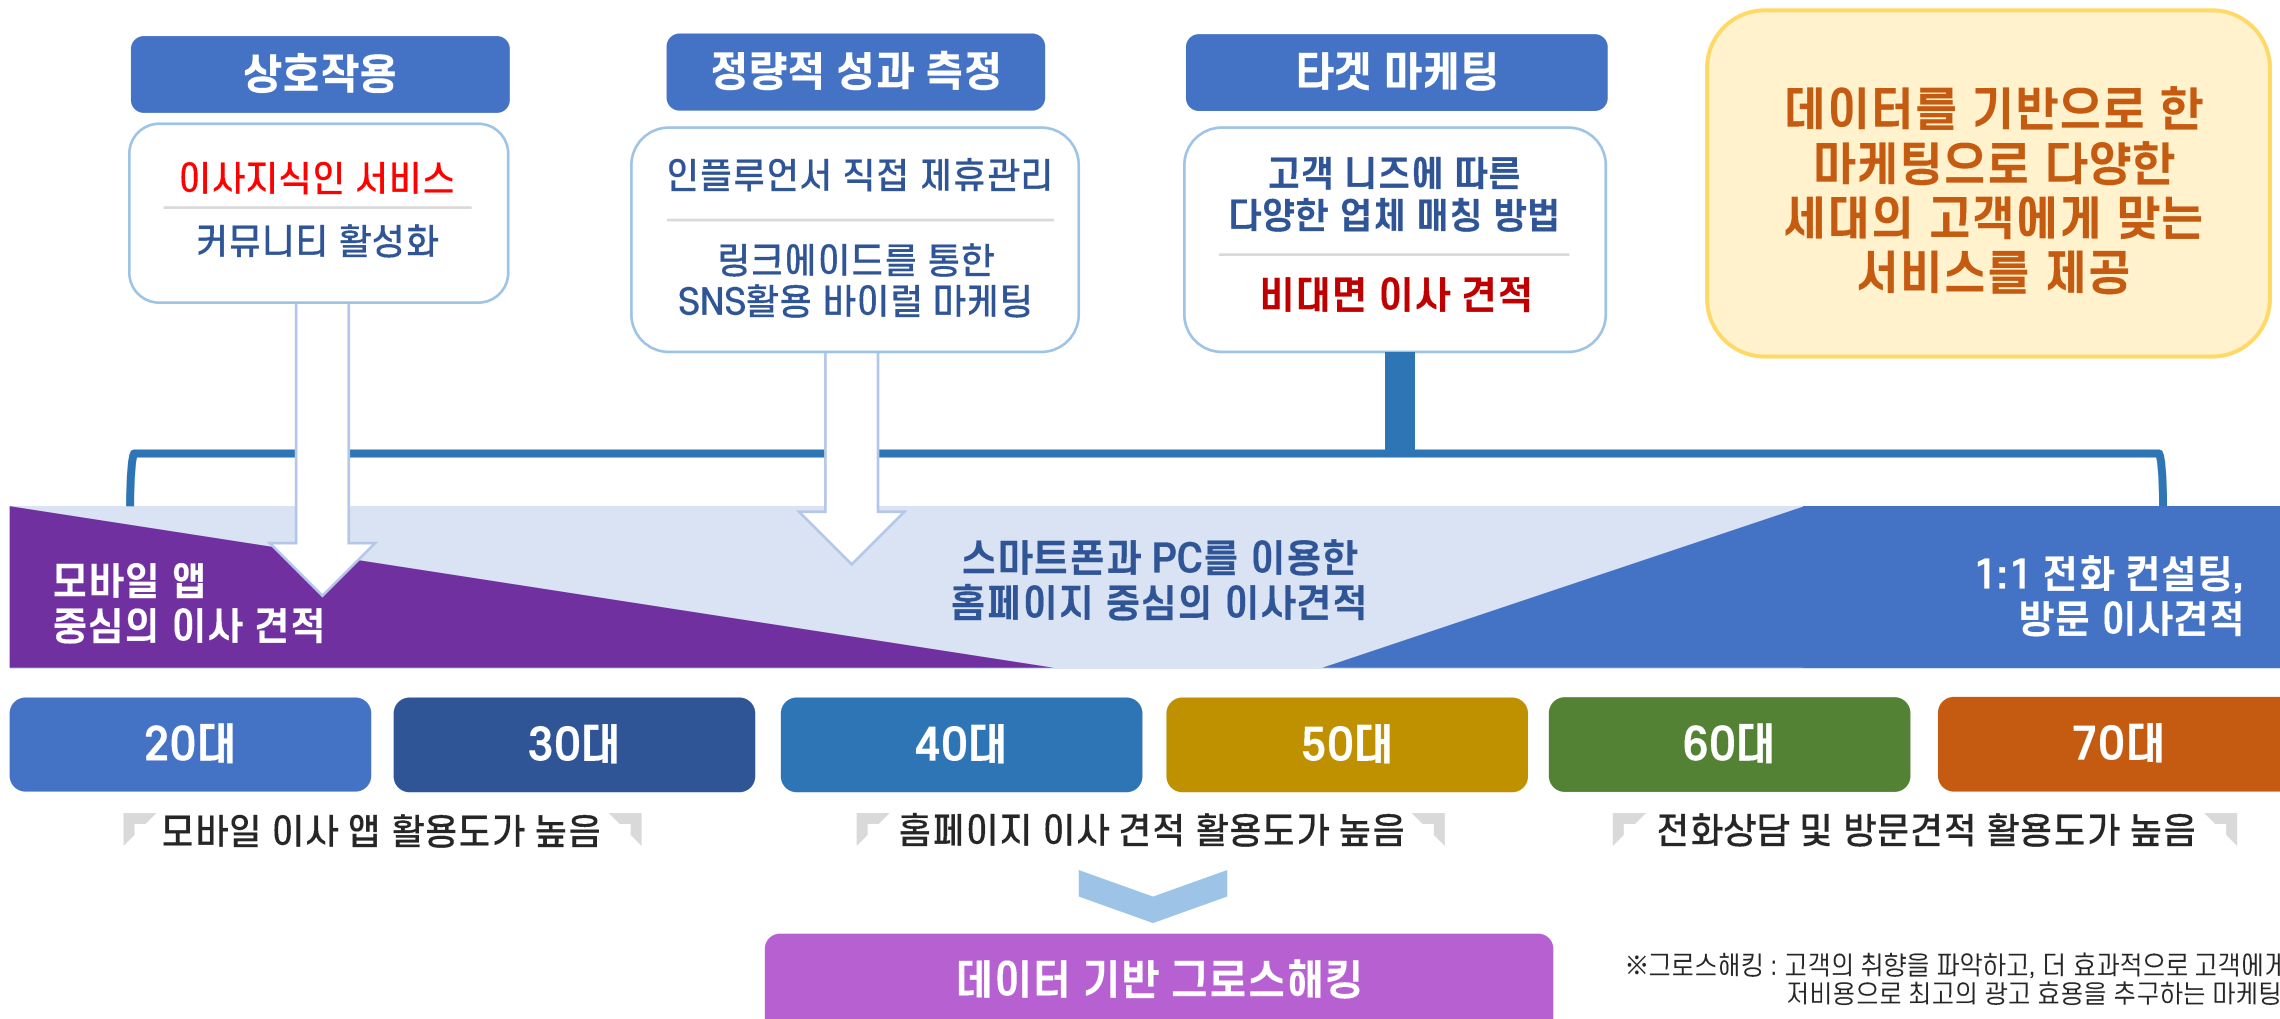 상호작용
이사지식인 서비스
커뮤니티 활성화
정량적 성과 측정
인플루언서 직접 제휴관리
링크에이드를 통한
SNS활용 바이럴 마케팅
타겟 마케팅
고객 니즈에 따른
다양한 업체 매칭 방법
비대면 이사 견적
데이터를 기반으로 한
마케팅으로 다양한
세대의 고객에게 맞는
서비스를 제공
모바일 앱
중심의 이사 견적
스마트폰과 PC를 이용한
홈페이지 중심의 이사견적
1:1 전화 컨설팅,
방문 이사견적
20대
30대
40대
50대
60대
70대
모바일 이사 앱 활용도가 높음
홈페이지 이사 견적 활용도가 높음
전화상담 및 방문견적 활용도가 높음
데이터 기반 그로스해킹
※그로스해킹 : 고객의 취향을 파악하고, 더 효과적으로 고객에게
저비용으로 최고의 광고 효용을 추구하는 마케팅